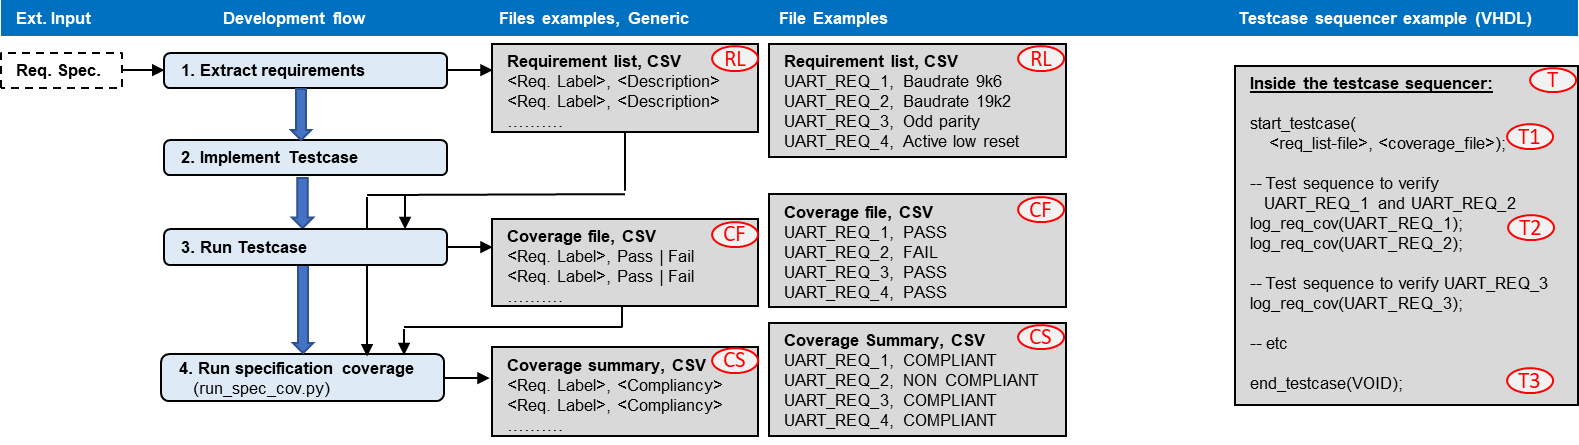 Ext. Input
Development flow
Files examples, Generic
File Examples
Testcase sequencer example (VHDL)
Req. Spec.
1. Extract requirements
2. Implement Testcase
3. Run Testcase
4. Run specification coverage
(run_spec_cov.py)
Requirement list, CSV
RL
<Req. Label>, <Description>
<Req. Label>, <Description>
..........
Coverage file, CSV
CF
<Req. Label>, Pass | Fail
<Req. Label>, Pass | Fail
..........
Coverage summary, CSV
CS
<Req. Label>, <Compliancy>
<Req. Label>, <Compliancy>
..........
Requirement list, CSV
RL
UART_REQ_1, Baudrate 9k6
UART_REQ_2, Baudrate 19k2
UART_REQ_3, Odd parity
UART_REQ_4, Active low reset
Coverage file, CSV
CF
UART_REQ_1, PASS
UART_REQ_2, FAIL
UART_REQ_3, PASS
UART_REQ_4, PASS
Coverage Summary, CSV
CS
UART_REQ_1, COMPLIANT
UART_REQ_2, NON COMPLIANT
UART_REQ_3, COMPLIANT
UART_REQ_4, COMPLIANT
Inside the testcase sequencer:
T
start_testcase(
<req_list-file>, <coverage_file>);
T1
-- Test sequence to verify
UART_REQ_1 and UART_REQ_2
log_req_cov(UART_REQ_1);
T2
log_req_cov(UART_REQ_2);
-- Test sequence to verify UART_REQ_3
log_req_cov(UART_REQ_3);
-- etc
end_testcase(VOID);
T3